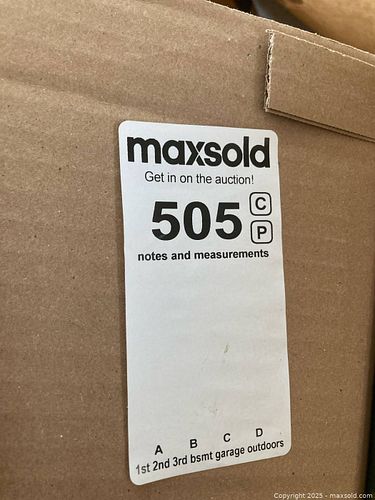 maxsold
Get in on the auction!
505 C
P
notes and measurements
A B C D
1st 2nd 3rd bsmt garage outdoors
Copyright 2025 - maxsold.com